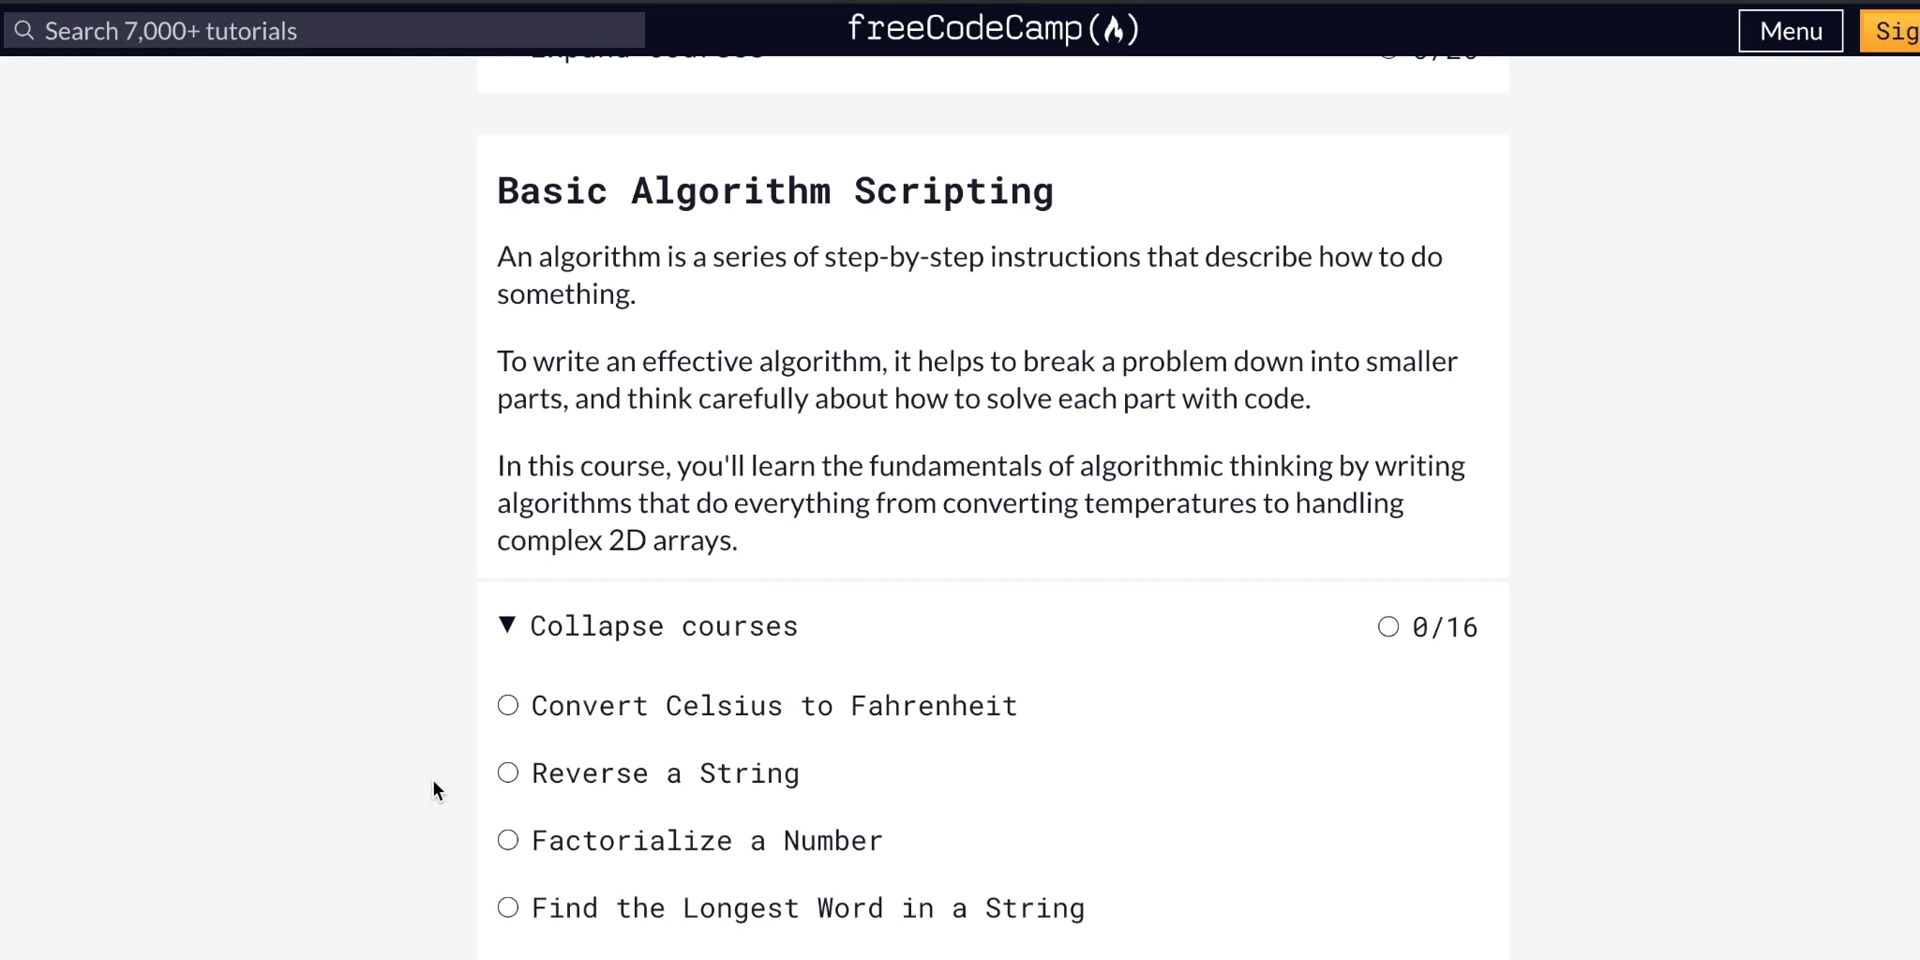 Search 7,000+ tutorials
freeCodeCamp
Menu
Basic Algorithm Scripting
An algorithm is a series of step-by-step instructions that describe how to do
something.
To write an effective algorithm, it helps to break a problem down into smaller
parts, and think carefully about how to solve each part with code.
In this course, you'll learn the fundamentals of algorithmic thinking by writing
algorithms that do everything from converting temperatures to handling
complex 2D arrays.
Collapse courses 0/16
Convert Celsius to Fahrenheit
Reverse a String
Factorialize a Number
Find the Longest Word in a String